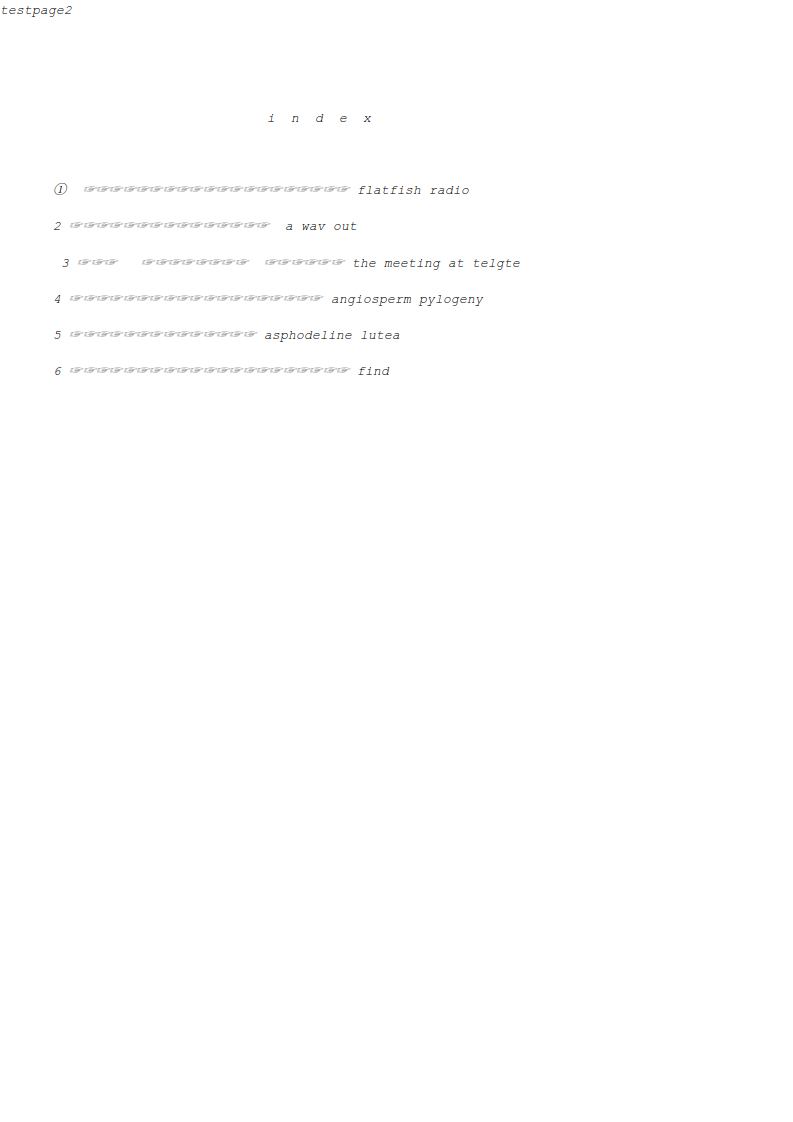 testpage2
i n d e x
① ☞☞☞☞☞☞☞☞☞☞☞☞☞☞☞☞☞☞☞☞ flatfish radio
2 ☞☞☞☞☞☞☞☞☞☞☞☞☞☞☞ a wav out
3 ☞☞☞ ☞☞☞☞☞☞☞☞ ☞☞☞☞☞☞ the meeting at telgte
4 ☞☞☞☞☞☞☞☞☞☞☞☞☞☞☞☞☞☞☞ angiosperm pylogeny
5 ☞☞☞☞☞☞☞☞☞☞☞☞☞☞ asphodeline lutea
6 ☞☞☞☞☞☞☞☞☞☞☞☞☞☞☞☞☞☞☞☞☞ find